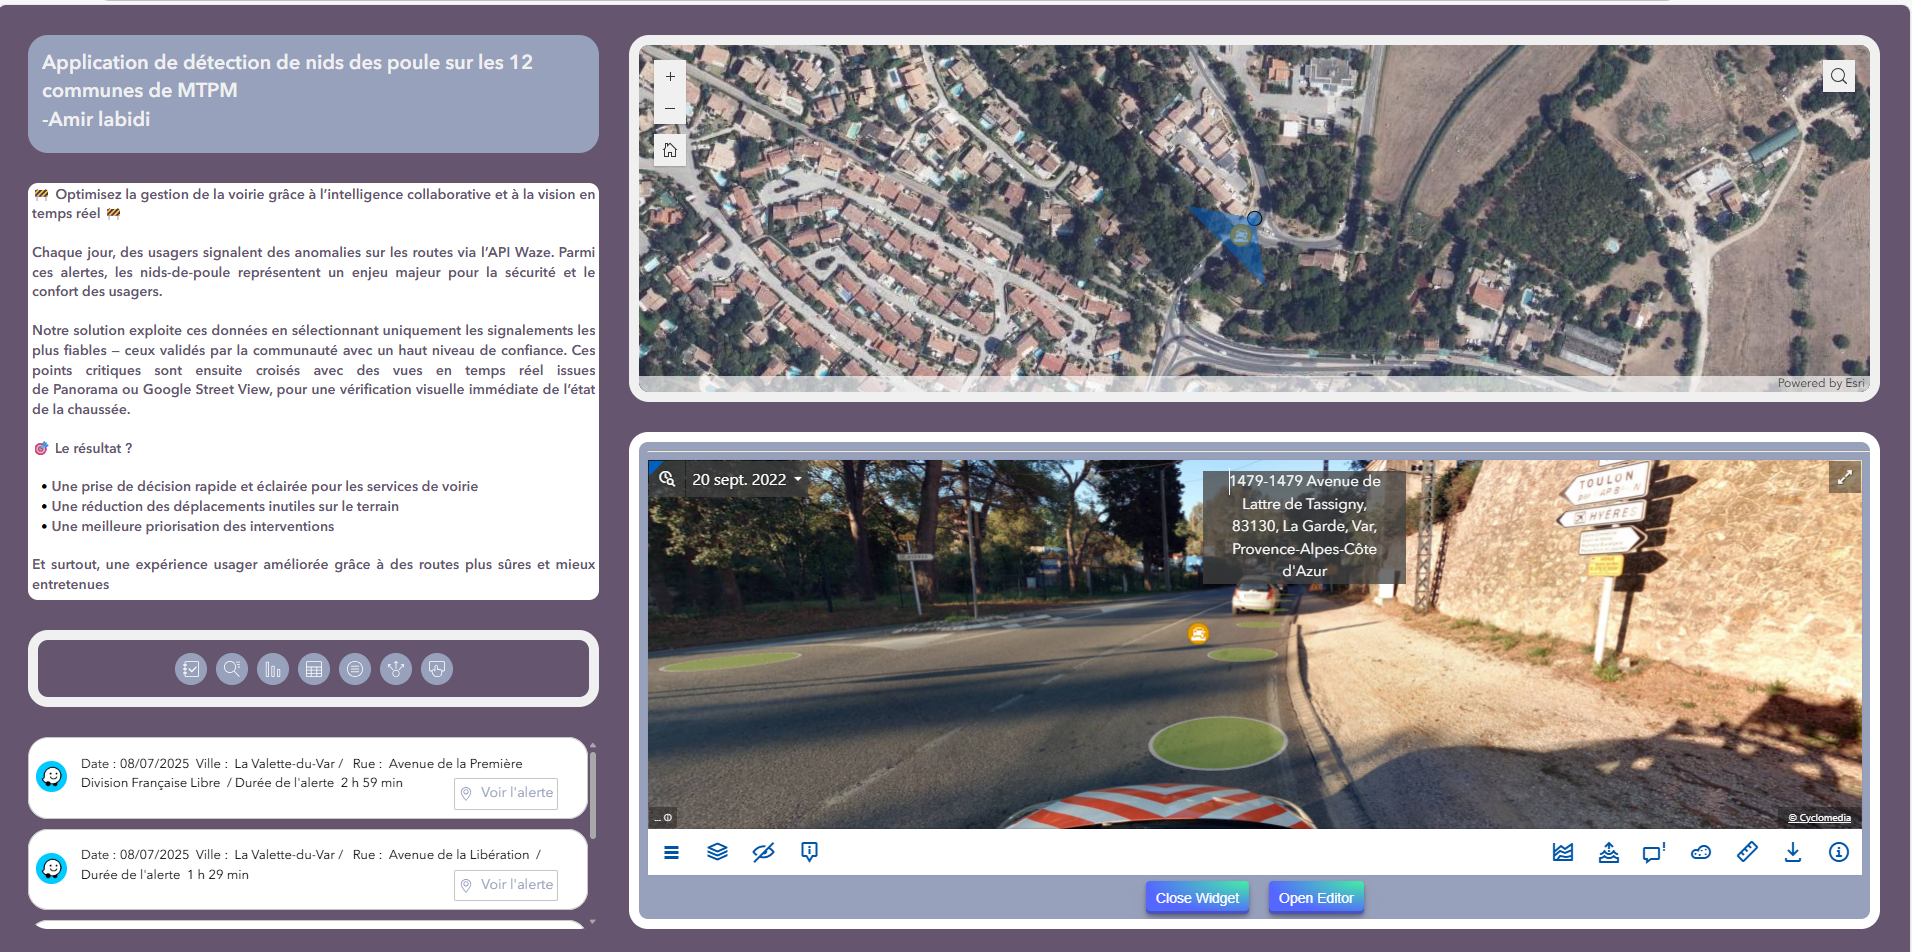 Application de détection de nids des poule sur les 12
communes de MTPM
-Amir labidi
🚧 Optimisez la gestion de la voirie grâce à l’intelligence collaborative et à la vision en
temps réel 🚧
Chaque jour, des usagers signalent des anomalies sur les routes via l’API Waze. Parmi
ces alertes, les nids-de-poule représentent un enjeu majeur pour la sécurité et le
confort des usagers.
Notre solution exploite ces données en sélectionnant uniquement les signalements les
plus fiables – ceux validés par la communauté avec un haut niveau de confiance. Ces
points critiques sont ensuite croisés avec des vues en temps réel issues
de Panorama ou Google Street View, pour une vérification visuelle immédiate de l’état
de la chaussée.
🎯 Le résultat ?
• Une prise de décision rapide et éclairée pour les services de voirie
• Une réduction des déplacements inutiles sur le terrain
• Une meilleure priorisation des interventions
Et surtout, une expérience usager améliorée grâce à des routes plus sûres et mieux
entretenues
Date : 08/07/2025 Ville : La Valette-du-Var / Rue : Avenue de la Première
Division Française Libre / Durée de l'alerte 2 h 59 min
Voir l'alerte
Date : 08/07/2025 Ville : La Valette-du-Var / Rue : Avenue de la Libération /
Durée de l'alerte 1 h 29 min
Voir l'alerte
Powered by Esri
20 sept. 2022
1479-1479 Avenue de
Lattre de Tassigny,
83130, La Garde, Var,
Provence-Alpes-Côte
d'Azur
TOULON
HYERES
... 
© Cyclomedia
Close Widget
Open Editor